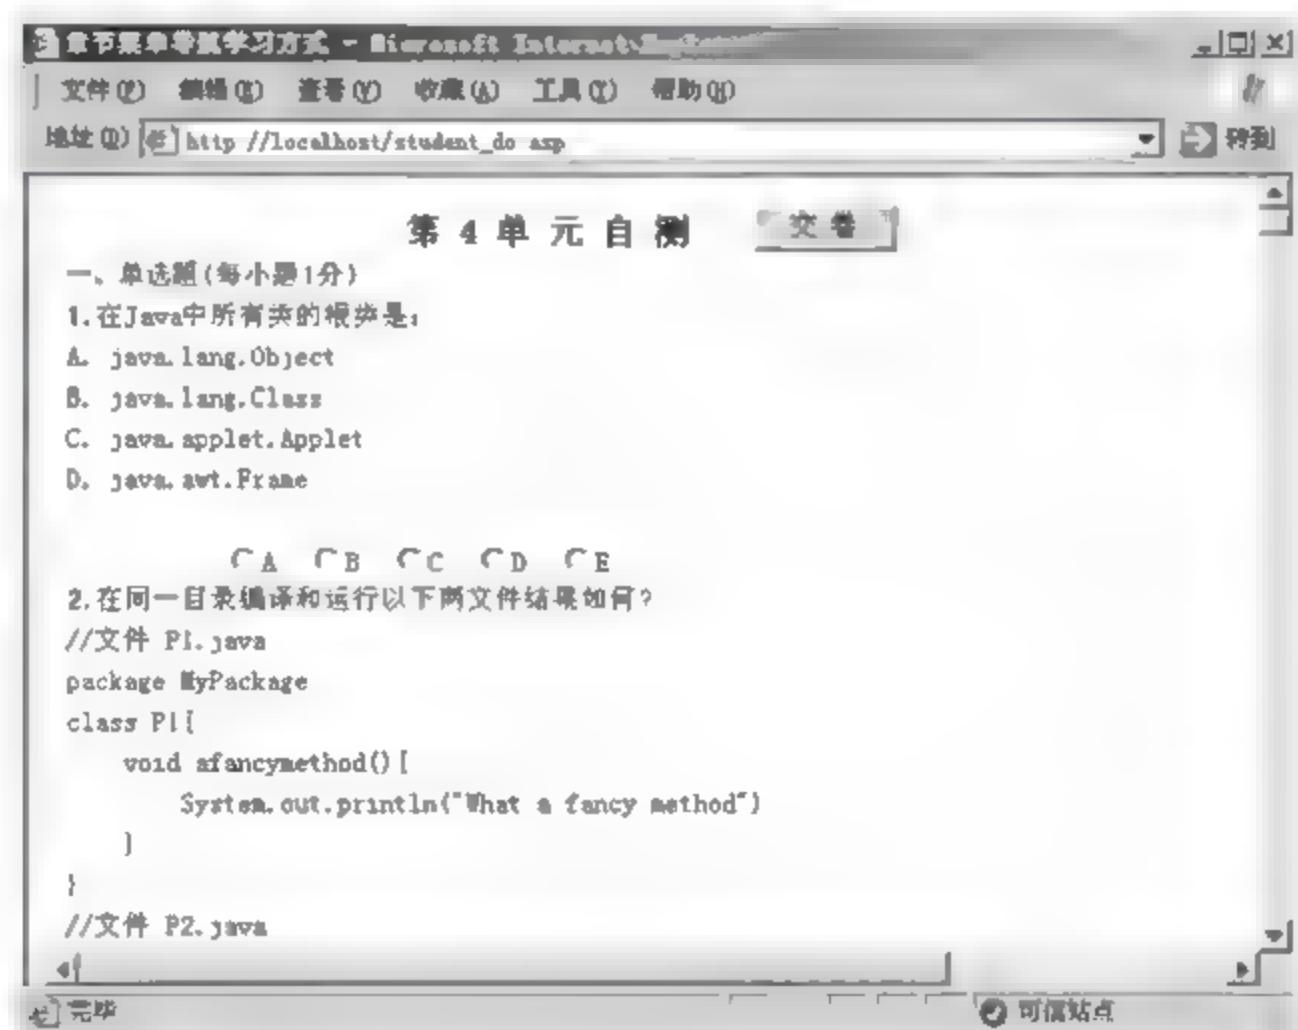 章节菜单导航学习方式 - Microsoft Internet
文件(F) 编辑(E) 查看(V) 收藏(A) 工具(T) 帮助(H)
地址(D) http //localhost/student_do asp 转到
第 4 单 元 自 测 交 卷
一、单选题(每小题1分)
1.在Java中所有类的根类是:
A. java.lang.Object
B. java.lang.Class
C. java.applet.Applet
D. java.awt.Frame
A B C D E
2.在同一目录编译和运行以下两文件结果如何?
//文件 P1.java
package MyPackage
class P1{
void afancymethod(){
System.out.println("What a fancy method")
}
}
//文件 P2.java
完毕 可信站点